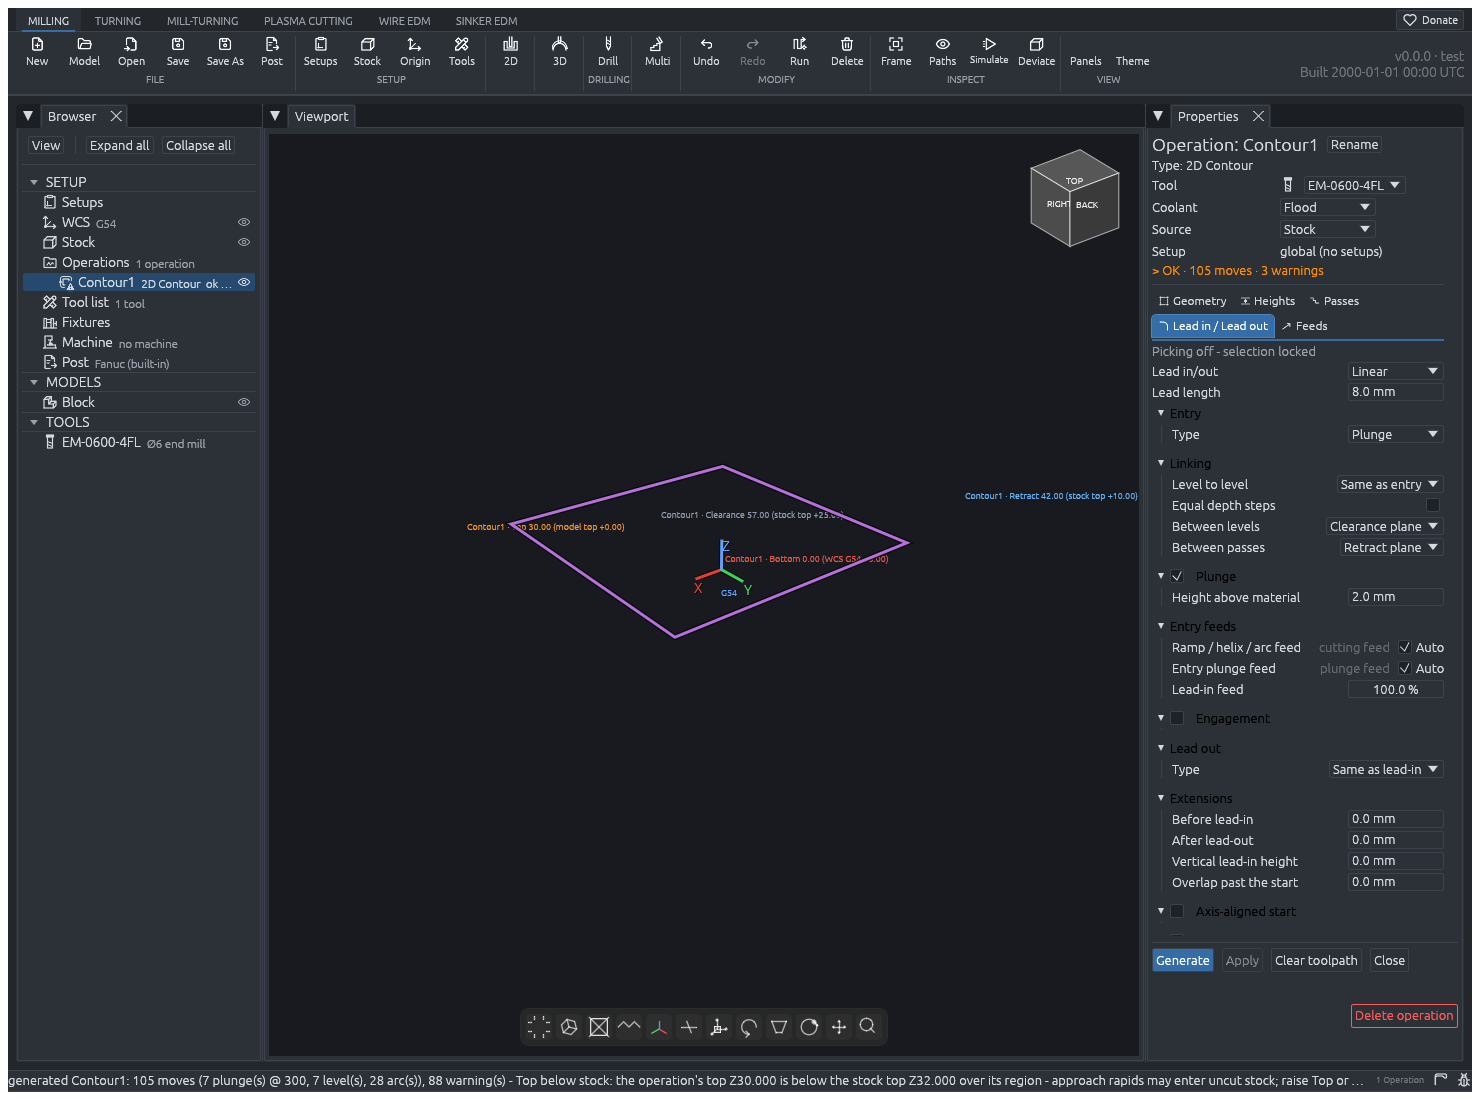 MILLING TURNING MILL-TURNING PLASMA CUTTING WIRE EDM SINKER EDM Donate
New Model Open Save Save As Post Setups Stock Origin Tools 2D 3D Drill Multi Undo Redo Run Delete Frame Paths Simulate Deviate Panels Theme
FILE SETUP DRILLING MODIFY INSPECT VIEW
v0.0.0 · test
Built 2000-01-01 00:00 UTC
Browser
View Expand all Collapse all
SETUP
Setups
WCS G54
Stock
Operations 1 operation
Contour1 2D Contour ok ...
Tool list 1 tool
Fixtures
Machine no machine
Post Fanuc (built-in)
MODELS
Block
TOOLS
EM-0600-4FL Ø6 end mill
Viewport
TOP
RIGHT BACK
Contour1 · Retract 42.00 (stock top +10.00)
Contour1 · Clearance 57.00 (stock top +25.00)
Contour1 · Top 30.00 (model top +0.00)
Contour1 · Bottom 0.00 (WCS G54 +0.00)
Z
X
Y
G54
Properties
Operation: Contour1 Rename
Type: 2D Contour
Tool EM-0600-4FL
Coolant Flood
Source Stock
Setup global (no setups)
> OK · 105 moves · 3 warnings
Geometry Heights Passes
Lead in / Lead out Feeds
Picking off - selection locked
Lead in/out Linear
Lead length 8.0 mm
Entry
Type Plunge
Linking
Level to level Same as entry
Equal depth steps
Between levels Clearance plane
Between passes Retract plane
Plunge
Height above material 2.0 mm
Entry feeds
Ramp / helix / arc feed cutting feed Auto
Entry plunge feed plunge feed Auto
Lead-in feed 100.0 %
Engagement
Lead out
Type Same as lead-in
Extensions
Before lead-in 0.0 mm
After lead-out 0.0 mm
Vertical lead-in height 0.0 mm
Overlap past the start 0.0 mm
Axis-aligned start
Generate Apply Clear toolpath Close
Delete operation
generated Contour1: 105 moves (7 plunge(s) @ 300, 7 level(s), 28 arc(s)), 88 warning(s) - Top below stock: the operation's top Z30.000 is below the stock top Z32.000 over its region - approach rapids may enter uncut stock; raise Top or ... 1 Operation